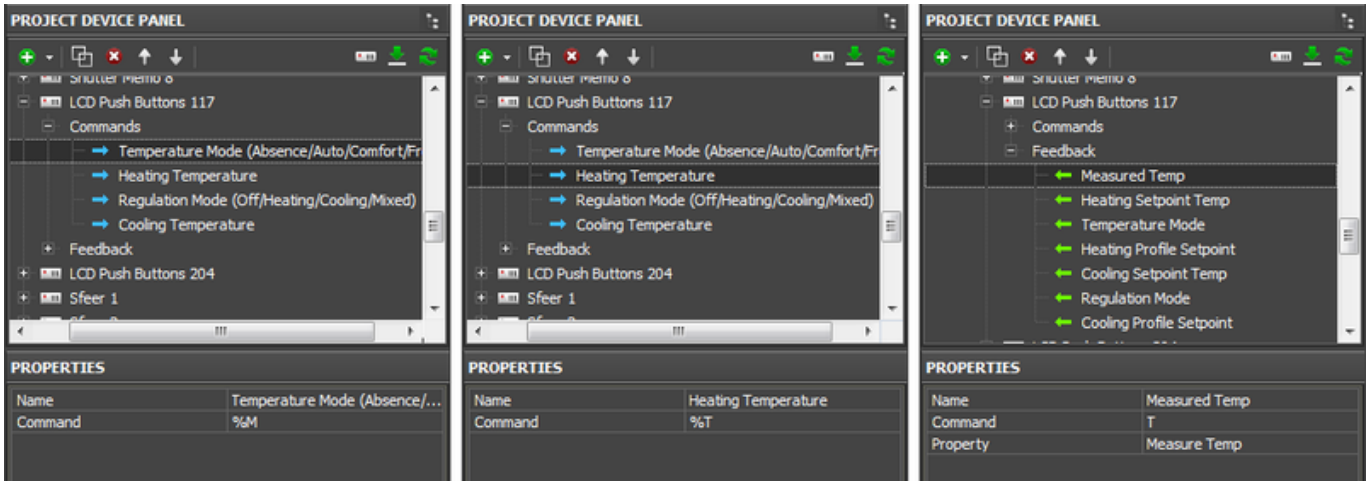 PROJECT DEVICE PANEL
Shutter Memo 8
LCD Push Buttons 117
Commands
Temperature Mode (Absence/Auto/Comfort/Fr
Heating Temperature
Regulation Mode (Off/Heating/Cooling/Mixed)
Cooling Temperature
Feedback
LCD Push Buttons 204
Sfeer 1
PROPERTIES
Name Temperature Mode (Absence/...
Command %M
PROJECT DEVICE PANEL
Shutter Memo 8
LCD Push Buttons 117
Commands
Temperature Mode (Absence/Auto/Comfort/Fr
Heating Temperature
Regulation Mode (Off/Heating/Cooling/Mixed)
Cooling Temperature
Feedback
LCD Push Buttons 204
Sfeer 1
PROPERTIES
Name Heating Temperature
Command %T
PROJECT DEVICE PANEL
Shutter Memo 8
LCD Push Buttons 117
Commands
Feedback
Measured Temp
Heating Setpoint Temp
Temperature Mode
Heating Profile Setpoint
Cooling Setpoint Temp
Regulation Mode
Cooling Profile Setpoint
PROPERTIES
Name Measured Temp
Command T
Property Measure Temp